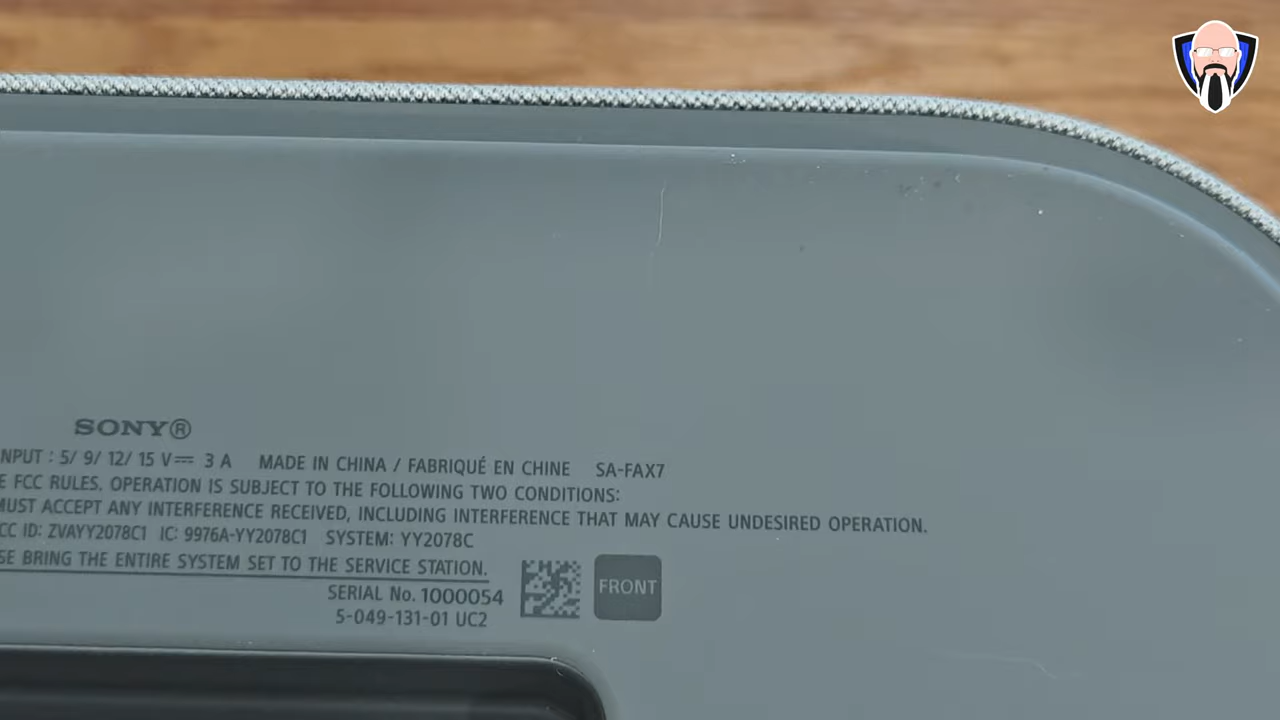 SONY®
NPUT : 5/ 9/ 12/ 15 V⎓ 3 A MADE IN CHINA / FABRIQUÉ EN CHINE SA-FAX7
E FCC RULES. OPERATION IS SUBJECT TO THE FOLLOWING TWO CONDITIONS:
MUST ACCEPT ANY INTERFERENCE RECEIVED, INCLUDING INTERFERENCE THAT MAY CAUSE UNDESIRED OPERATION.
CC ID: ZVAYY2078C1 IC: 9976A-YY2078C1 SYSTEM: YY2078C
SE BRING THE ENTIRE SYSTEM SET TO THE SERVICE STATION.
SERIAL No. 1000054
5-049-131-01 UC2
FRONT